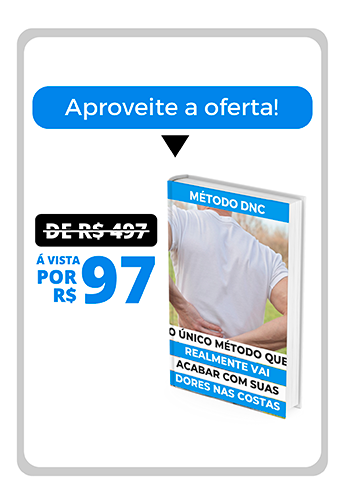 Aproveite a oferta!
DE R$ 497
Á VISTA
POR
R$ 97
MÉTODO DNC
O ÚNICO MÉTODO QUE
REALMENTE VAI
ACABAR COM SUAS
DORES NAS COSTAS